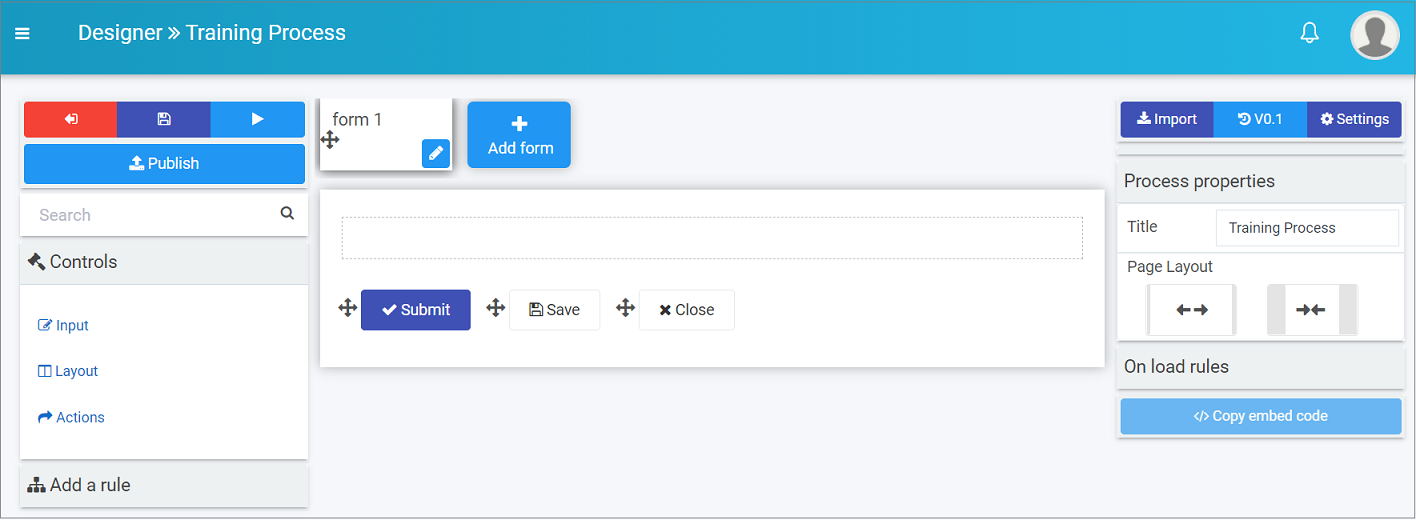 Designer » Training Process
Publish
Search
Controls
Input
Layout
Actions
Add a rule
form 1
Add form
Submit
Save
Close
Import
V0.1
Settings
Process properties
Title
Training Process
Page Layout
On load rules
</> Copy embed code